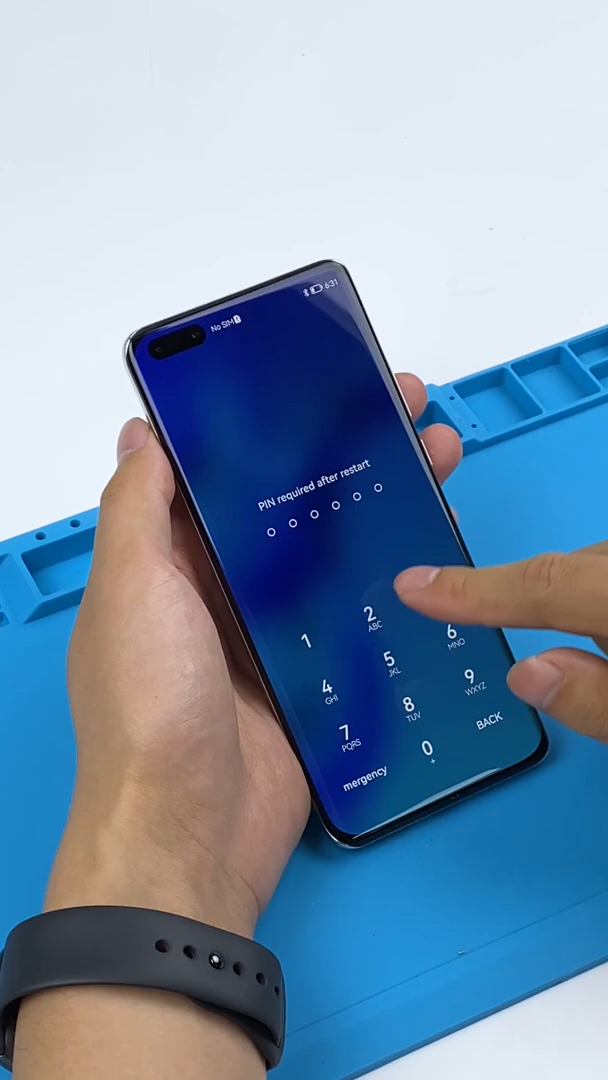 No SIM 6:31
PIN required after restart
1 2 ABC
4 GHI 5 JKL 6 MNO
7 PQRS 8 TUV 9 WXYZ
mergency 0 + BACK